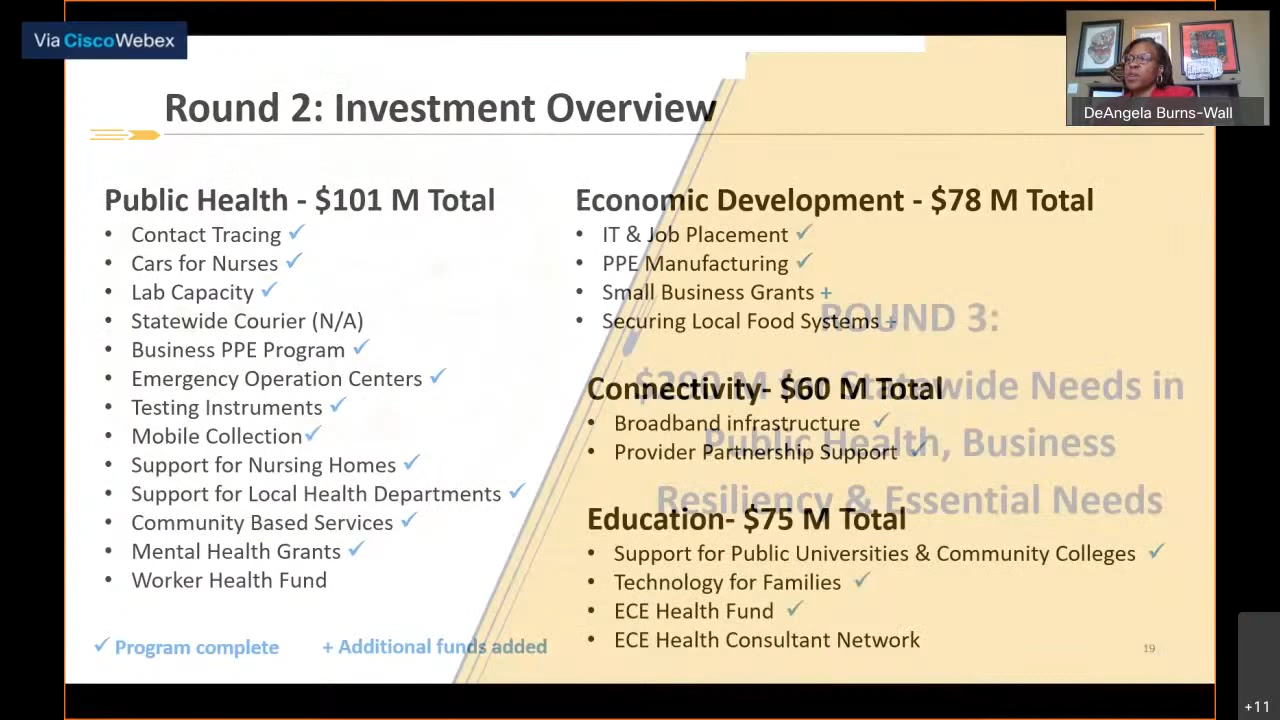 Via Cisco Webex
DeAngela Burns-Wall
Round 2: Investment Overview
Public Health - $101 M Total
• Contact Tracing ✓
• Cars for Nurses ✓
• Lab Capacity ✓
• Statewide Courier (N/A)
• Business PPE Program ✓
• Emergency Operation Centers ✓
• Testing Instruments ✓
• Mobile Collection ✓
• Support for Nursing Homes ✓
• Support for Local Health Departments ✓
• Community Based Services ✓
• Mental Health Grants ✓
• Worker Health Fund
✓ Program complete + Additional funds added
Economic Development - $78 M Total
• IT & Job Placement ✓
• PPE Manufacturing ✓
• Small Business Grants +
• Securing Local Food Systems +
Connectivity- $60 M Total
• Broadband infrastructure ✓
• Provider Partnership Support ✓
Education- $75 M Total
• Support for Public Universities & Community Colleges ✓
• Technology for Families ✓
• ECE Health Fund ✓
• ECE Health Consultant Network
ROUND 3:
M for Statewide Needs in
Public Health, Business
Resiliency & Essential Needs
19
+11